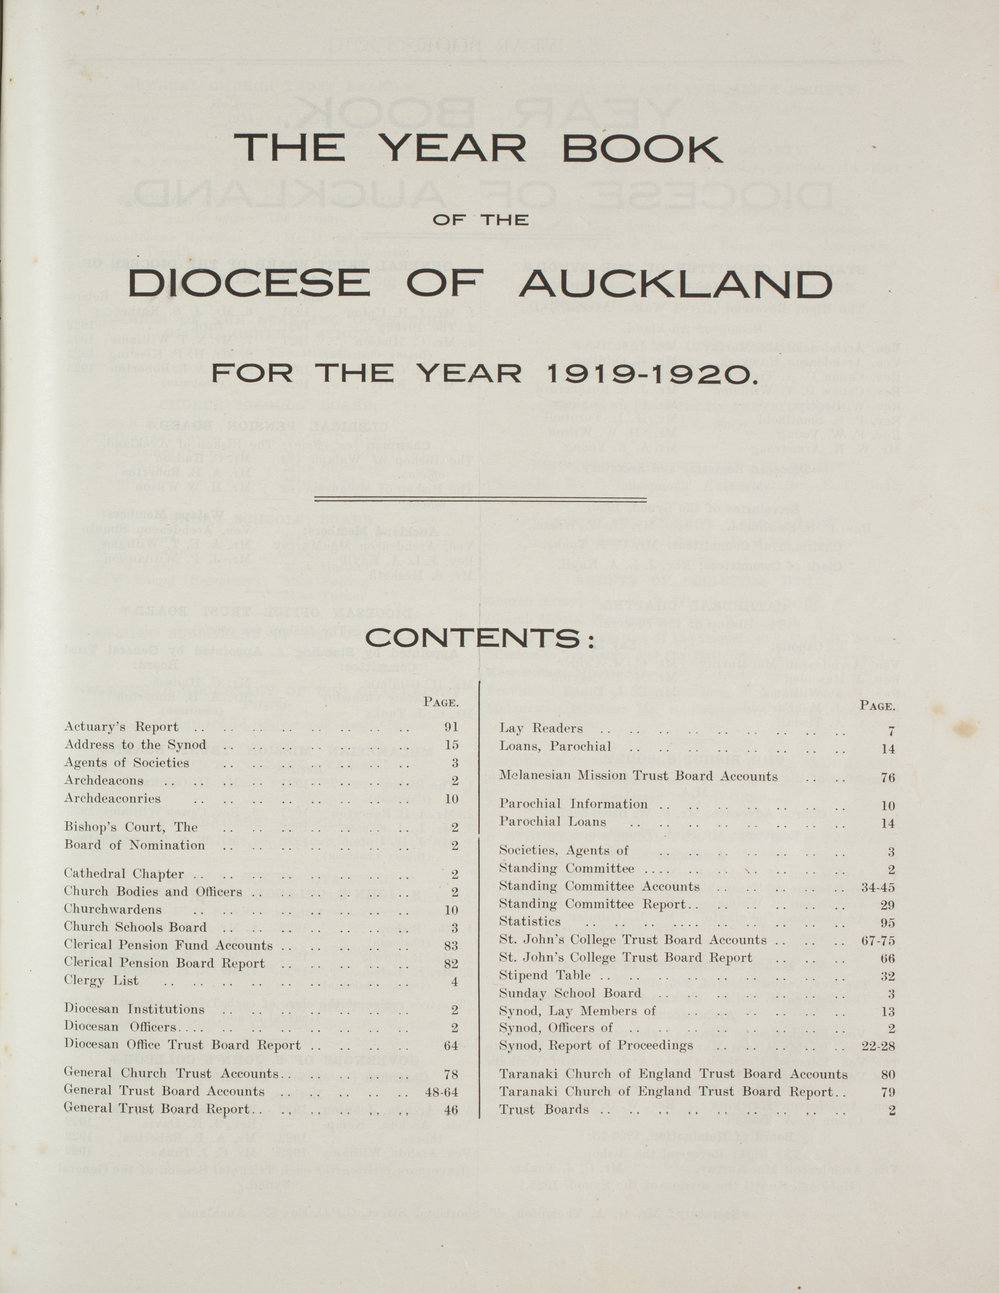 THE YEAR BOOK
OF THE
DIOCESE OF AUCKLAND
FOR THE YEAR 1919-1920.
CONTENTS:
PAGE.
Actuary's Report .. .. .. .. .. .. .. .. 91
Address to the Synod .. .. .. .. .. .. .. 15
Agents of Societies .. .. .. .. .. .. .. 3
Archdeacons .. .. .. .. .. .. .. .. .. 2
Archdeaconries .. .. .. .. .. .. .. .. 10
Bishop's Court, The .. .. .. .. .. .. .. 2
Board of Nomination .. .. .. .. .. .. .. 2
Cathedral Chapter .. .. .. .. .. .. .. .. 2
Church Bodies and Officers .. .. .. .. .. .. 2
Churchwardens .. .. .. .. .. .. .. .. 10
Church Schools Board .. .. .. .. .. .. .. 3
Clerical Pension Fund Accounts .. .. .. .. .. 83
Clerical Pension Board Report .. .. .. .. .. 82
Clergy List .. .. .. .. .. .. .. .. .. 4
Diocesan Institutions .. .. .. .. .. .. .. 2
Diocesan Officers.. .. .. .. .. .. .. .. .. 2
Diocesan Office Trust Board Report .. .. .. .. 64
General Church Trust Accounts.. .. .. .. .. 78
General Trust Board Accounts .. .. .. .. .. 48-64
General Trust Board Report.. .. .. .. .. .. 46
PAGE.
Lay Readers .. .. .. .. .. .. .. .. .. 7
Loans, Parochial .. .. .. .. .. .. .. .. 14
Melanesian Mission Trust Board Accounts .. .. 76
Parochial Information .. .. .. .. .. .. .. 10
Parochial Loans .. .. .. .. .. .. .. .. 14
Societies, Agents of .. .. .. .. .. .. .. 3
Standing Committee .. .. .. .. .. .. .. .. 2
Standing Committee Accounts .. .. .. .. .. 34-45
Standing Committee Report.. .. .. .. .. .. 29
Statistics .. .. .. .. .. .. .. .. .. 95
St. John's College Trust Board Accounts .. .. .. 67-75
St. John's College Trust Board Report .. .. .. 66
Stipend Table .. .. .. .. .. .. .. .. .. 32
Sunday School Board .. .. .. .. .. .. .. 3
Synod, Lay Members of .. .. .. .. .. .. 13
Synod, Officers of .. .. .. .. .. .. .. .. 2
Synod, Report of Proceedings .. .. .. .. .. 22-28
Taranaki Church of England Trust Board Accounts 80
Taranaki Church of England Trust Board Report.. 79
Trust Boards .. .. .. .. .. .. .. .. .. 2